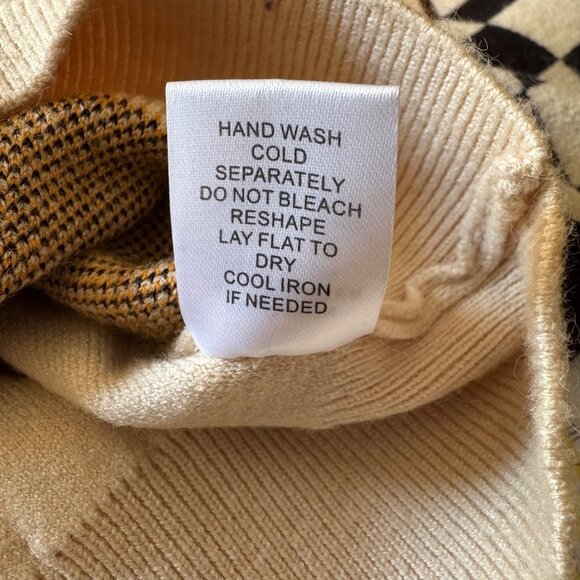 HAND WASH
COLD
SEPARATELY
DO NOT BLEACH
RESHAPE
LAY FLAT TO
DRY
COOL IRON
IF NEEDED